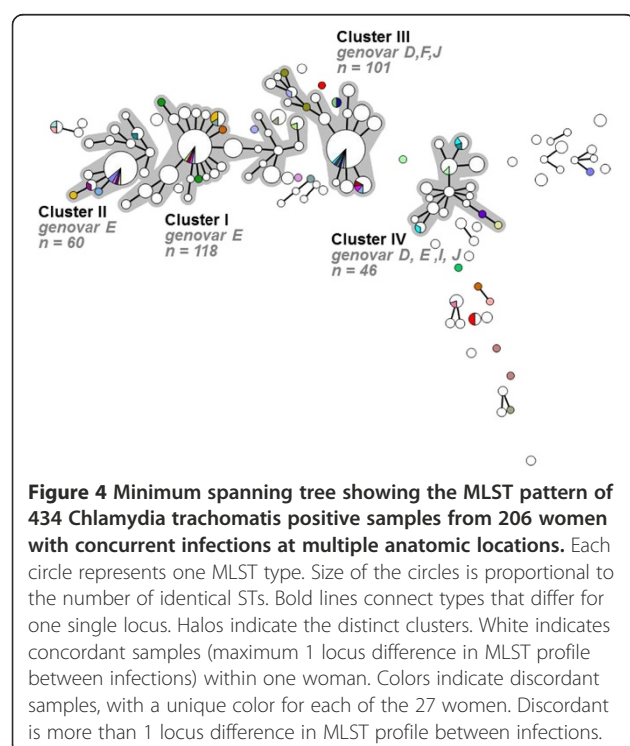 Cluster III
genovar D,F,J
n = 101
Cluster II
genovar E
n = 60
Cluster I
genovar E
n = 118
Cluster IV
genovar D, E ,I, J
n = 46
Figure 4 Minimum spanning tree showing the MLST pattern of
434 Chlamydia trachomatis positive samples from 206 women
with concurrent infections at multiple anatomic locations. Each
circle represents one MLST type. Size of the circles is proportional to
the number of identical STs. Bold lines connect types that differ for
one single locus. Halos indicate the distinct clusters. White indicates
concordant samples (maximum 1 locus difference in MLST profile
between infections) within one woman. Colors indicate discordant
samples, with a unique color for each of the 27 women. Discordant
is more than 1 locus difference in MLST profile between infections.